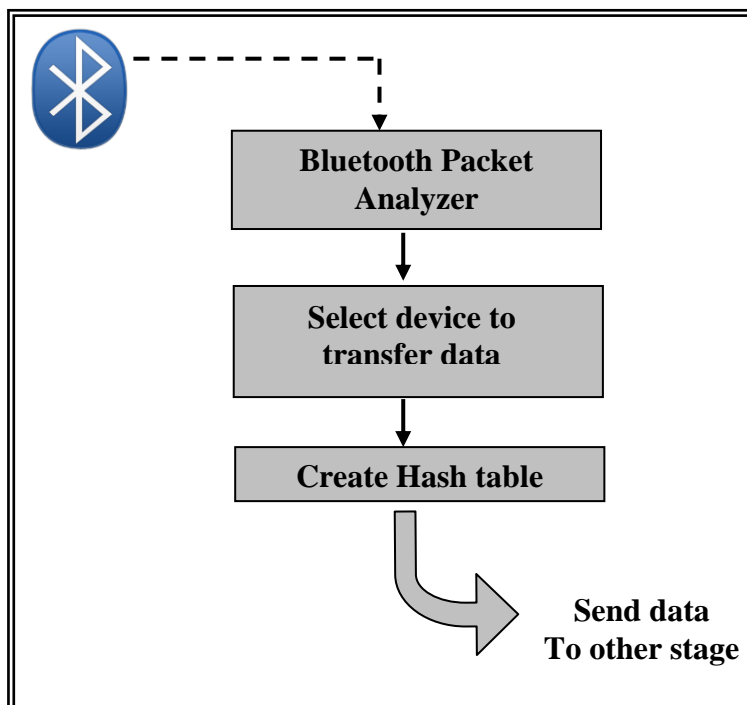 Bluetooth Packet
Analyzer
Select device to
transfer data
Create Hash table
Send data
To other stage